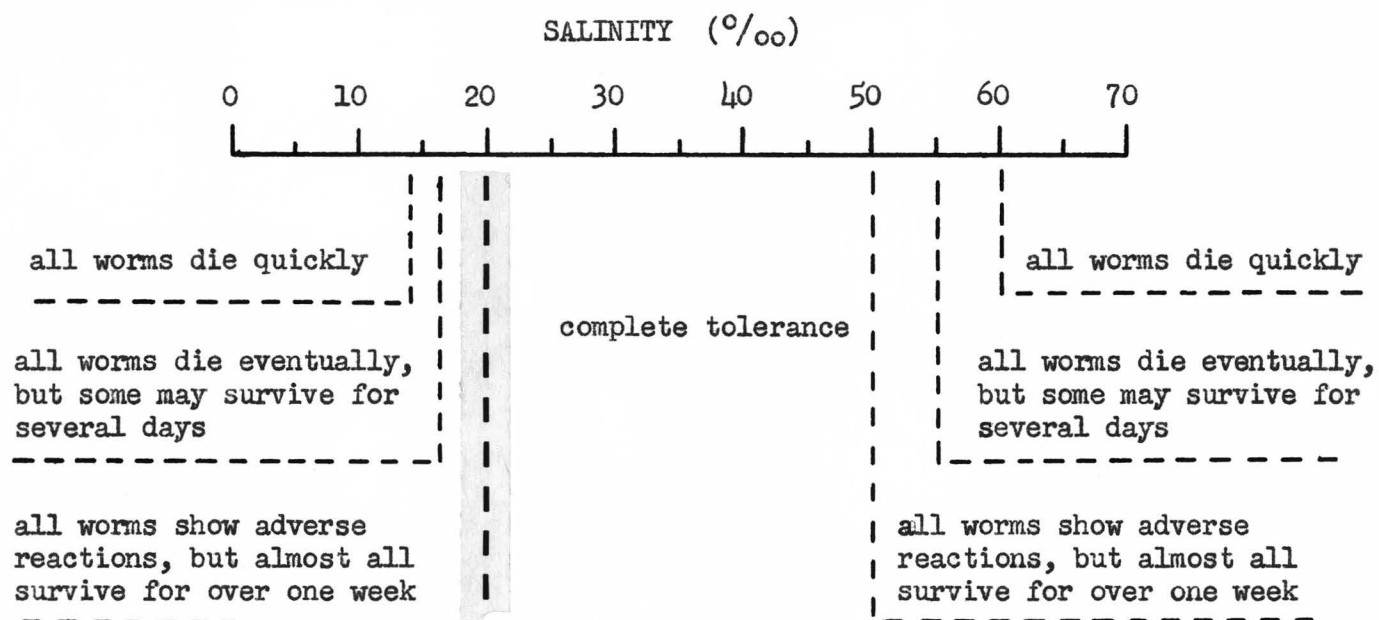 SALINITY (º/oo)
0 10 20 30 40 50 60 70
all worms die quickly
all worms die quickly
complete tolerance
all worms die eventually,
but some may survive for
several days
all worms die eventually,
but some may survive for
several days
all worms show adverse
reactions, but almost all
survive for over one week
all worms show adverse
reactions, but almost all
survive for over one week